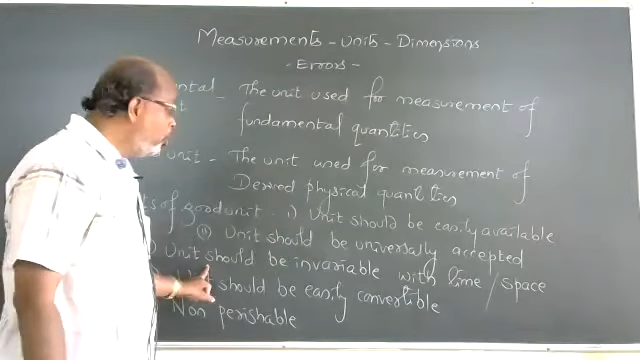 Measurements - Units - Dimensions
- Errors -
ental - The unit used for measurement of
fundamental quantities
unit - The unit used for measurement of
Derived physical quantities
ts of good unit. i) Unit should be easily available
(ii) Unit should be universally accepted
) Unit should be invariable with time / space
should be easily convertible
Non perishable